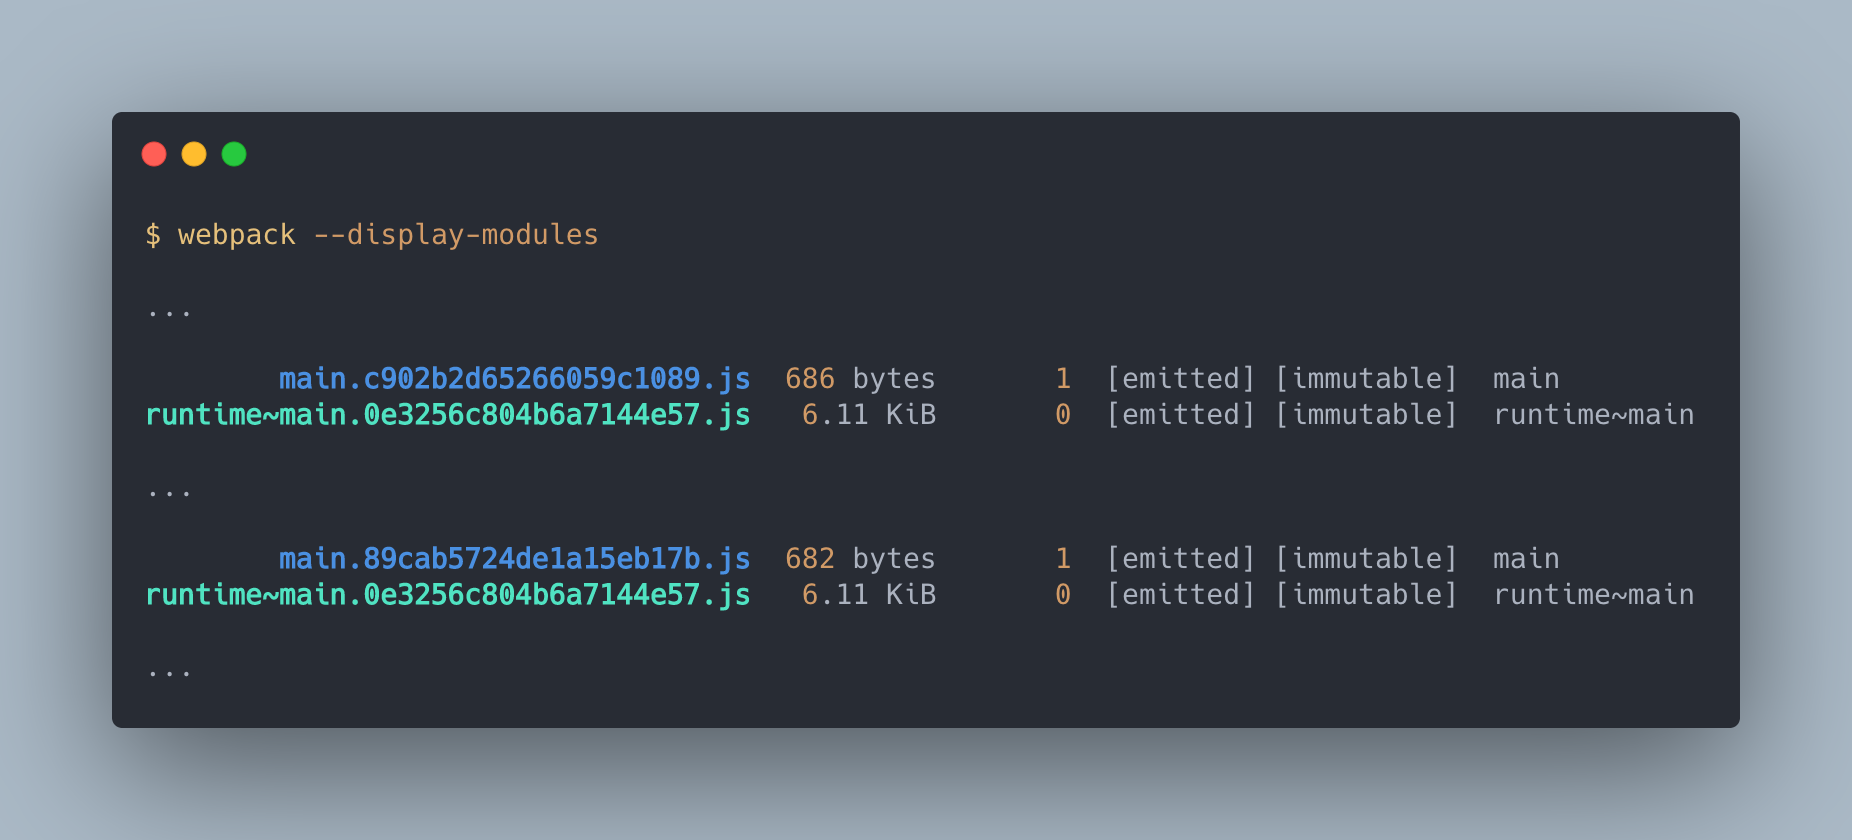 $ webpack --display-modules
...
main.c902b2d65266059c1089.js 686 bytes 1 [emitted] [immutable] main
runtime~main.0e3256c804b6a7144e57.js 6.11 KiB 0 [emitted] [immutable] runtime~main
...
main.89cab5724de1a15eb17b.js 682 bytes 1 [emitted] [immutable] main
runtime~main.0e3256c804b6a7144e57.js 6.11 KiB 0 [emitted] [immutable] runtime~main
...